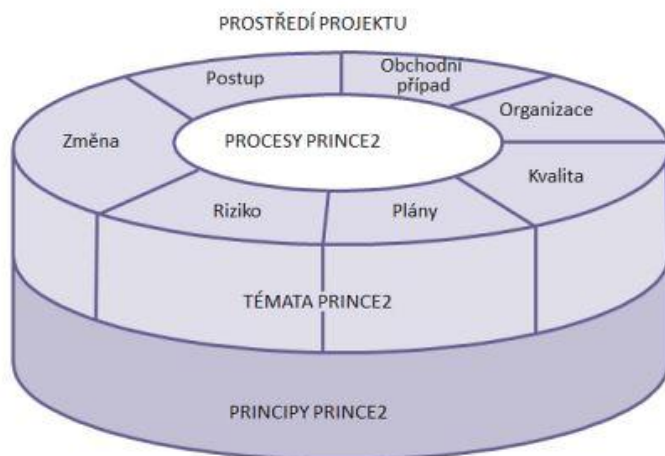 PROSTŘEDÍ PROJEKTU
Postup
Obchodní
případ
Organizace
Změna
PROCESY PRINCE2
Kvalita
Riziko
Plány
TÉMATA PRINCE2
PRINCIPY PRINCE2